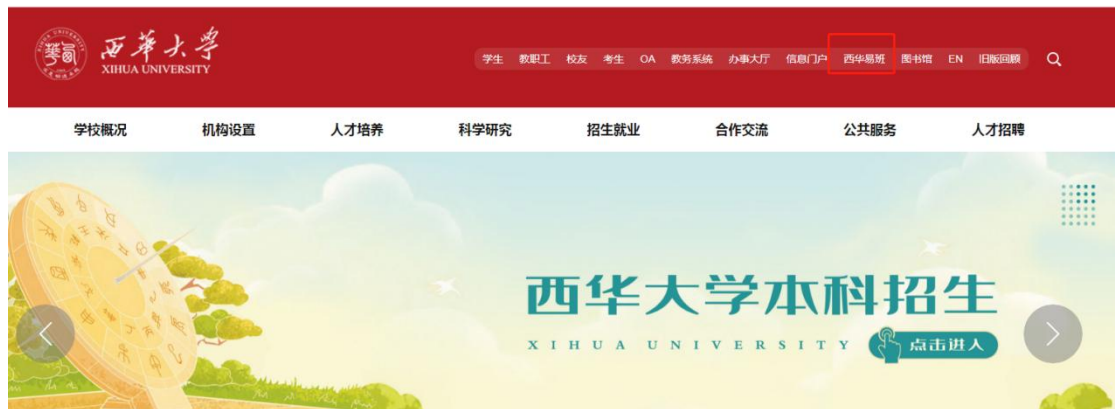 西华大学
XIHUA UNIVERSITY
学生 教职工 校友 考生 OA 教务系统 办事大厅 信息门户 西华易班 图书馆 EN 旧版回顾
学校概况 机构设置 人才培养 科学研究 招生就业 合作交流 公共服务 人才招聘
西华大学本科招生
XIHUA UNIVERSITY
点击进入